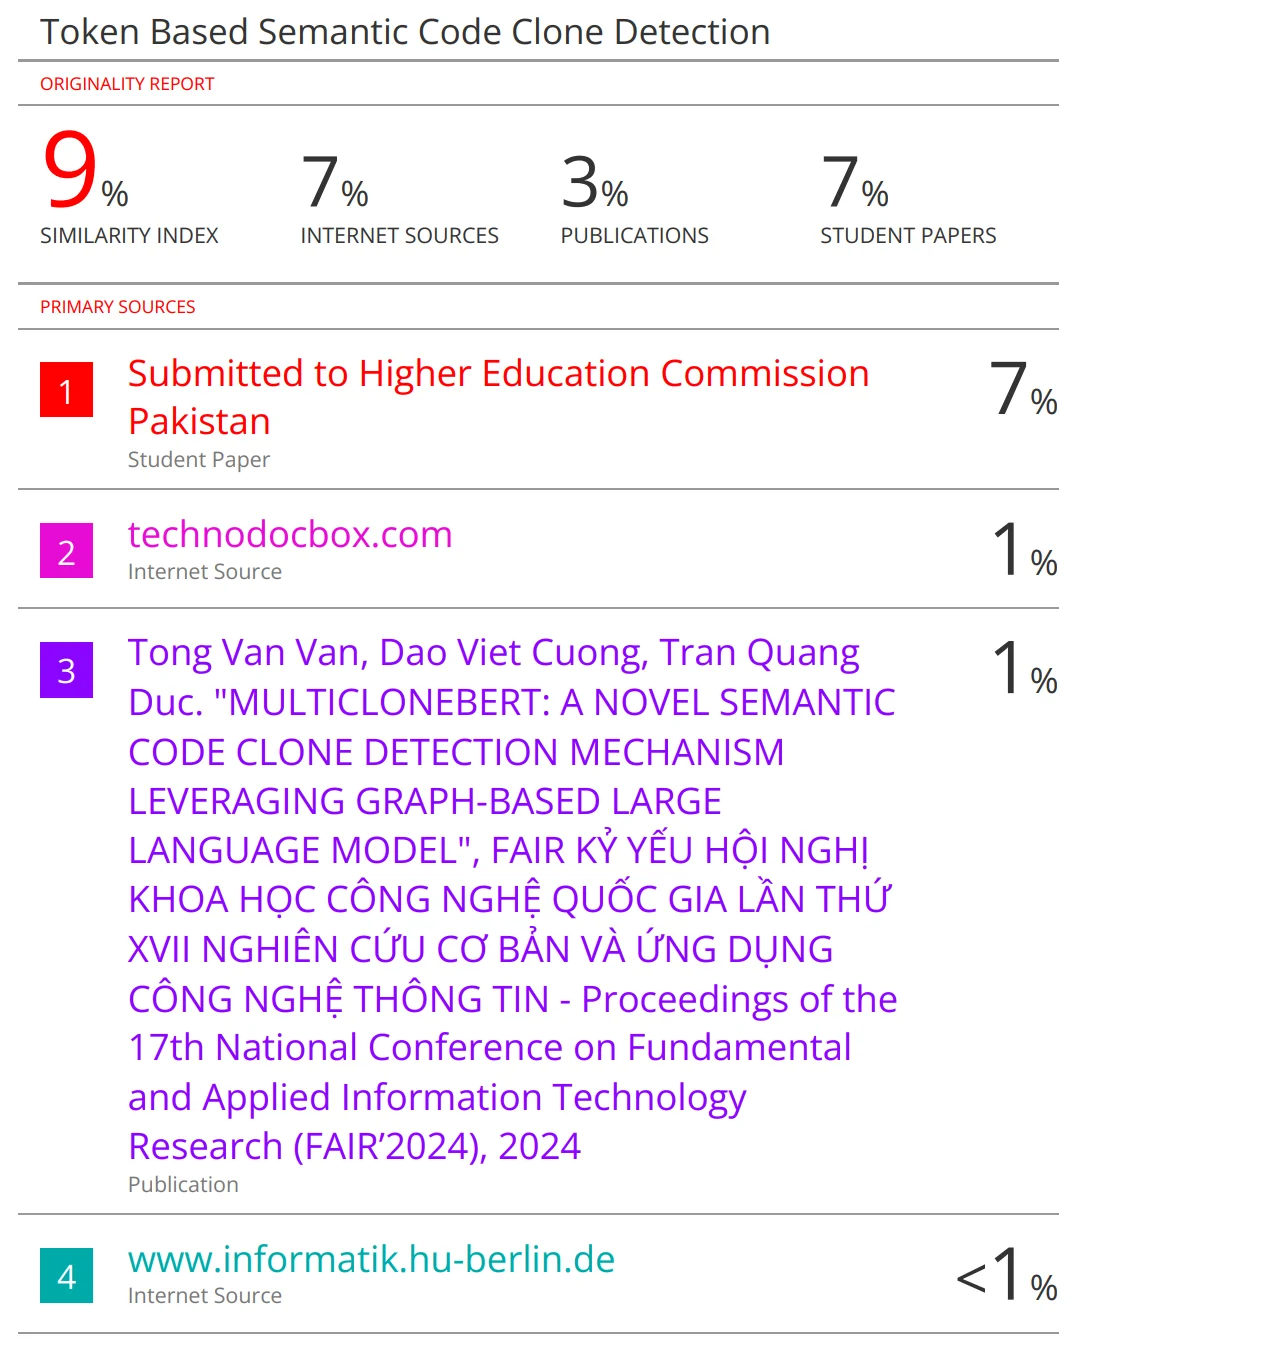 Token Based Semantic Code Clone Detection
ORIGINALITY REPORT
9% 7% 3% 7%
SIMILARITY INDEX INTERNET SOURCES PUBLICATIONS STUDENT PAPERS
PRIMARY SOURCES
1 Submitted to Higher Education Commission 7%
Pakistan
Student Paper
2 technodocbox.com 1%
Internet Source
3 Tong Van Van, Dao Viet Cuong, Tran Quang 1%
Duc. "MULTICLONEBERT: A NOVEL SEMANTIC
CODE CLONE DETECTION MECHANISM
LEVERAGING GRAPH-BASED LARGE
LANGUAGE MODEL", FAIR KỶ YẾU HỘI NGHỊ
KHOA HỌC CÔNG NGHỆ QUỐC GIA LẦN THỨ
XVII NGHIÊN CỨU CƠ BẢN VÀ ỨNG DỤNG
CÔNG NGHỆ THÔNG TIN - Proceedings of the
17th National Conference on Fundamental
and Applied Information Technology
Research (FAIR’2024), 2024
Publication
4 www.informatik.hu-berlin.de <1%
Internet Source